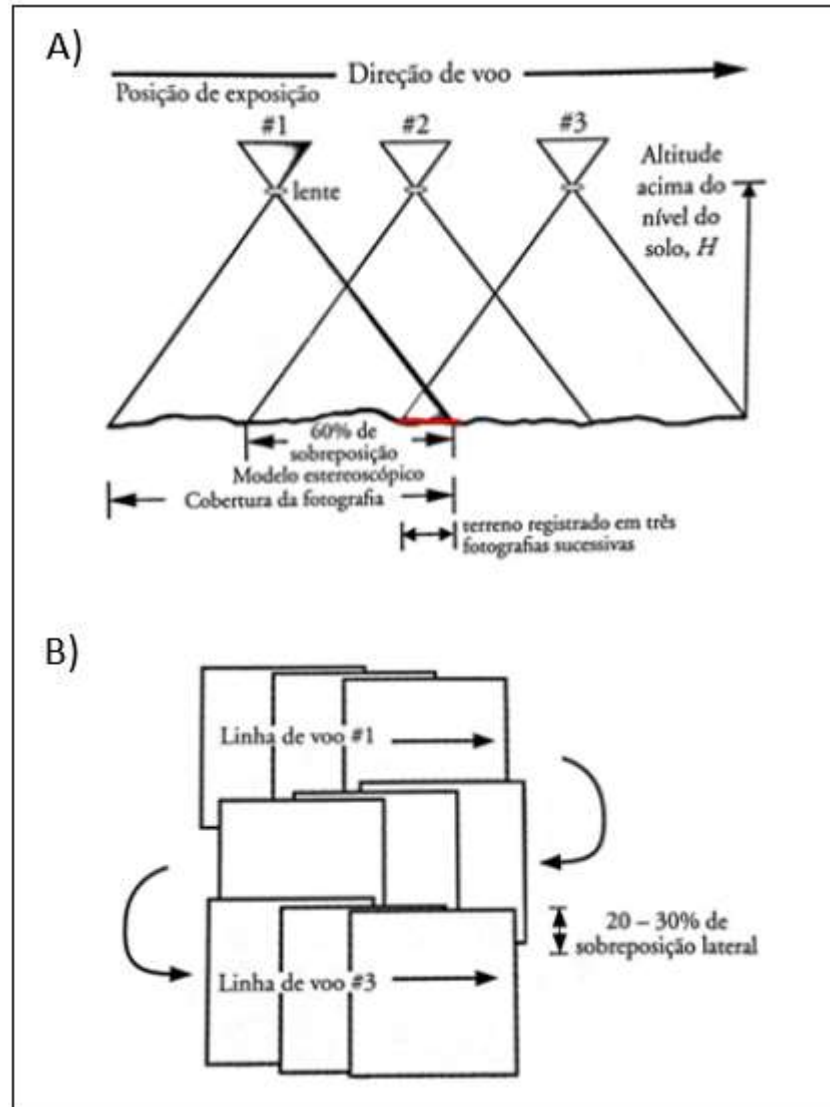 A)
Direção de voo
Posição de exposição
#1
#2
#3
lente
Altitude
acima do
nível do
solo, H
60% de
sobreposição
Modelo estereoscópico
Cobertura da fotografia
terreno registrado em três
fotografias sucessivas
B)
Linha de voo #1
20 – 30% de
sobreposição lateral
Linha de voo #3